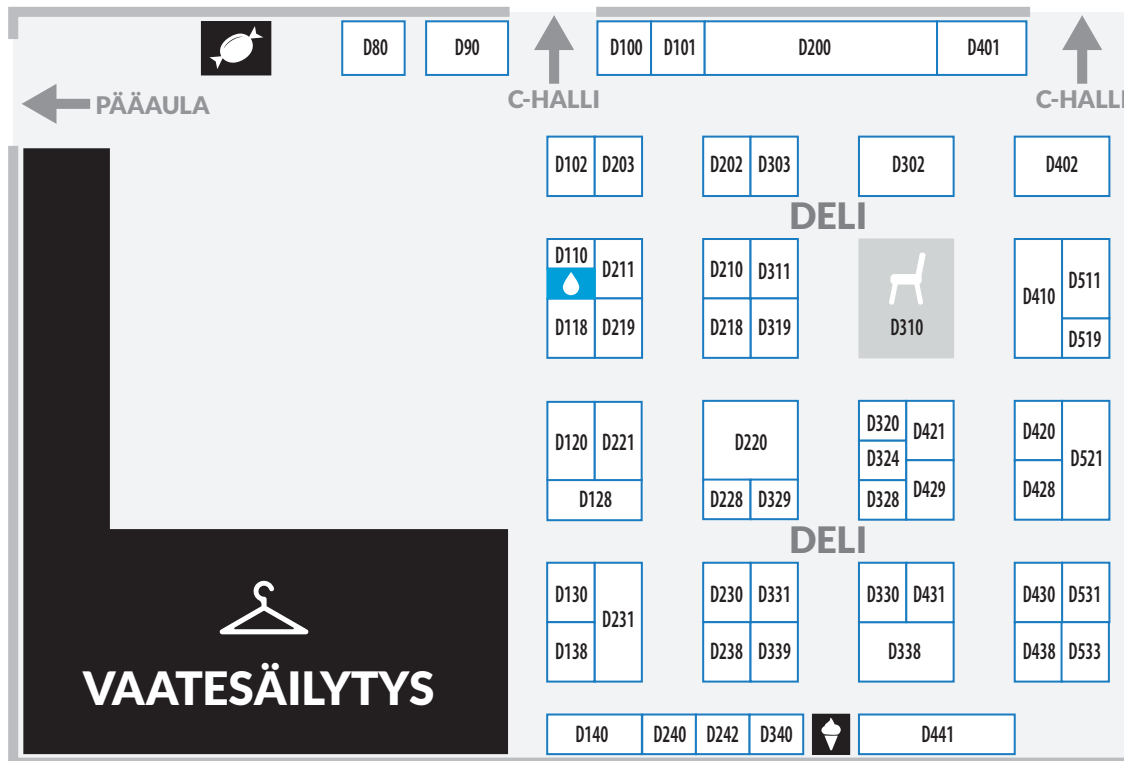 D80 D90 D100 D101 D200 D401
PÄÄAULA C-HALLI C-HALLI
D102 D203 D202 D303 D302 D402
DELI
D110 D211 D210 D311 D511
D410
D118 D219 D218 D319 D310 D519
D320 D421 D420
D120 D221 D220 D324 D521
D128 D228 D329 D328 D429 D428
DELI
D130 D230 D331 D330 D431 D430 D531
D231
D138 D238 D339 D338 D438 D533
VAATESÄILYTYS
D140 D240 D242 D340 D441